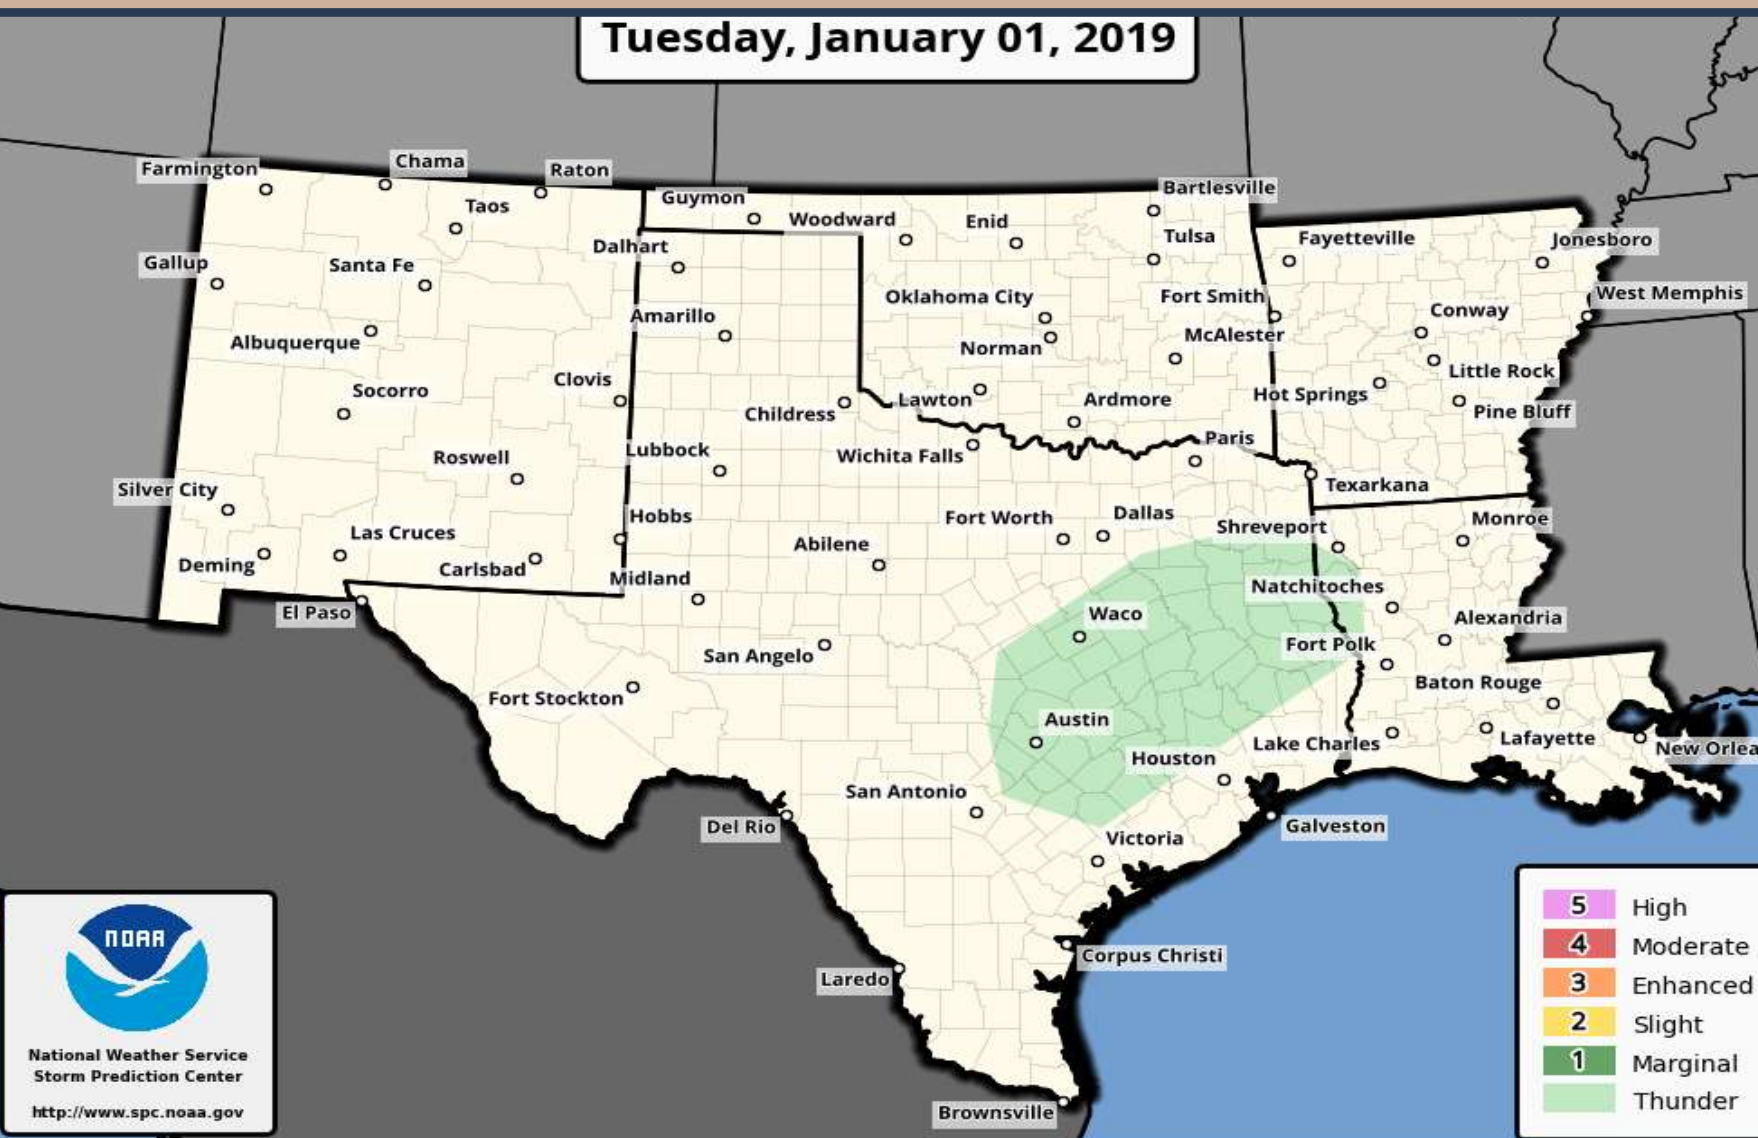 Tuesday, January 01, 2019
Farmington
Chama
Raton
Taos
Guymon
Woodward
Enid
Bartlesville
Tulsa
Fayetteville
Jonesboro
Gallup
Santa Fe
Dalhart
Oklahoma City
Fort Smith
West Memphis
Conway
Albuquerque
Amarillo
Norman
McAlester
Little Rock
Socorro
Clovis
Childress
Lawton
Ardmore
Hot Springs
Pine Bluff
Roswell
Lubbock
Wichita Falls
Paris
Texarkana
Silver City
Las Cruces
Hobbs
Fort Worth
Dallas
Shreveport
Monroe
Deming
Carlsbad
Midland
Abilene
Natchitoches
El Paso
Waco
Alexandria
San Angelo
Fort Polk
Fort Stockton
Baton Rouge
Austin
Houston
Lake Charles
Lafayette
New Orlea
San Antonio
Del Rio
Victoria
Galveston
Corpus Christi
Laredo
Brownsville
NOAA
National Weather Service
Storm Prediction Center
http://www.spc.noaa.gov
5 High
4 Moderate
3 Enhanced
2 Slight
1 Marginal
Thunder